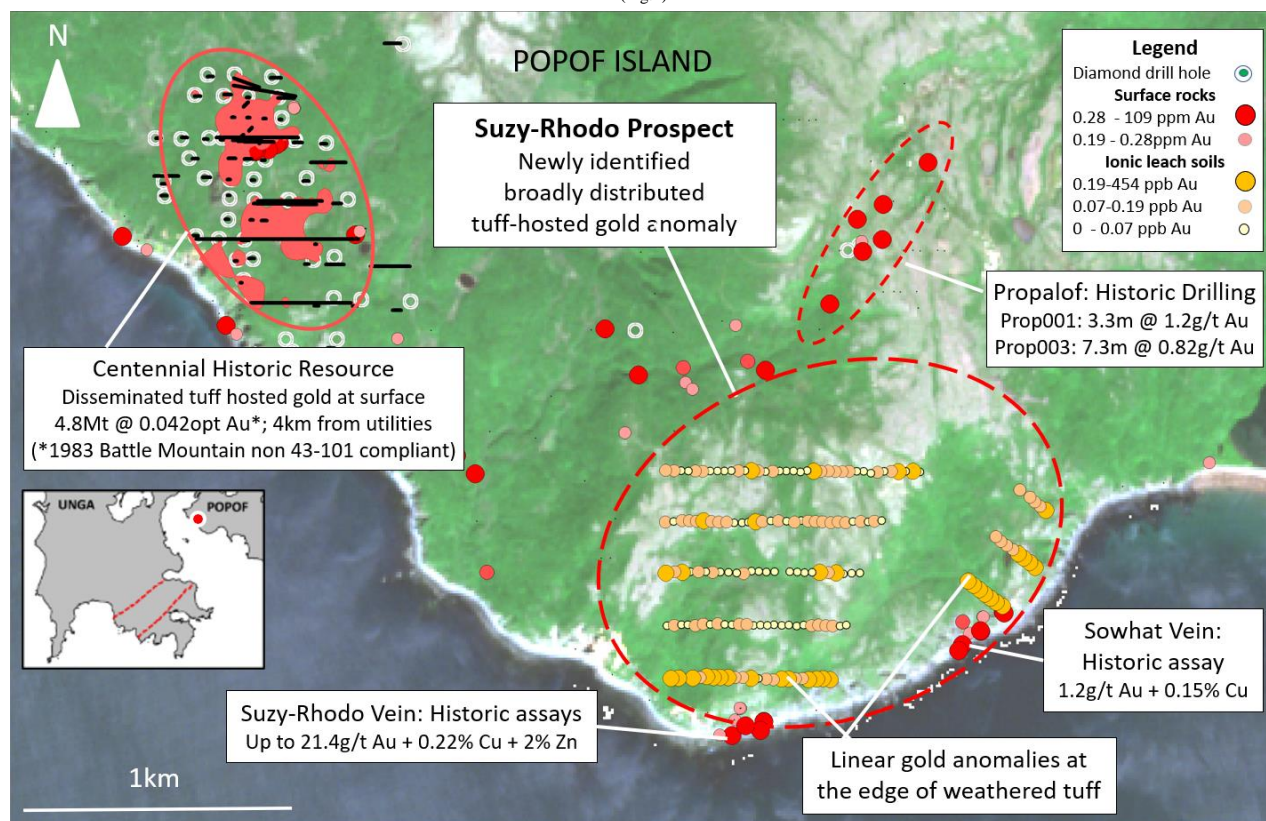 N
POPOF ISLAND
Legend
Diamond drill hole
Surface rocks
0.28 - 109 ppm Au
0.19 - 0.28ppm Au
Ionic leach soils
0.19-454 ppb Au
0.07-0.19 ppb Au
0 - 0.07 ppb Au
Suzy-Rhodo Prospect
Newly identified
broadly distributed
tuff-hosted gold anomaly
Propalof: Historic Drilling
Prop001: 3.3m @ 1.2g/t Au
Prop003: 7.3m @ 0.82g/t Au
Centennial Historic Resource
Disseminated tuff hosted gold at surface
4.8Mt @ 0.042opt Au*; 4km from utilities
(*1983 Battle Mountain non 43-101 compliant)
UNGA
POPOF
Sowhat Vein:
Historic assay
1.2g/t Au + 0.15% Cu
Suzy-Rhodo Vein: Historic assays
Up to 21.4g/t Au + 0.22% Cu + 2% Zn
Linear gold anomalies at
the edge of weathered tuff
1km